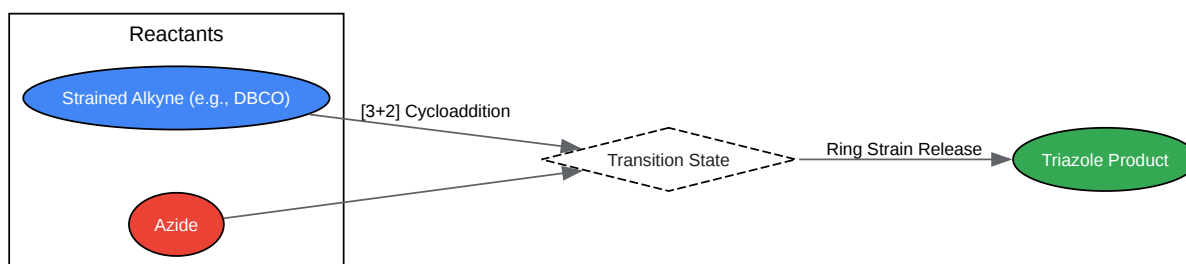 Reactants
Strained Alkyne (e.g., DBCO)
[3+2] Cycloaddition
Transition State
Ring Strain Release
Triazole Product
Azide